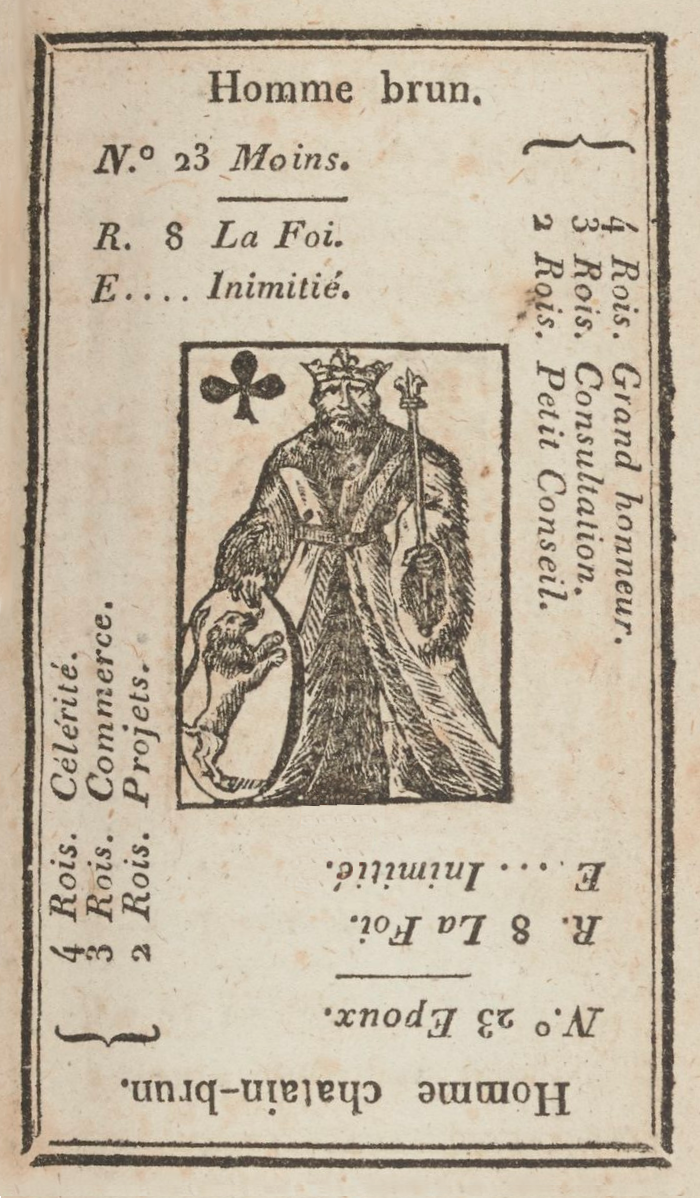 Homme brun.
N.º 23 Moins.
R. 8 La Foi.
E.... Inimitié.
4 Rois. Grand honneur.
3 Rois. Consultation.
2 Rois. Petit Conseil.
4 Rois. Célérité.
3 Rois. Commerce.
2 Rois. Projets.
Homme chatain-brun.
N.º 23 Epoux.
R. 8 La Foi.
E.... Inimitié.